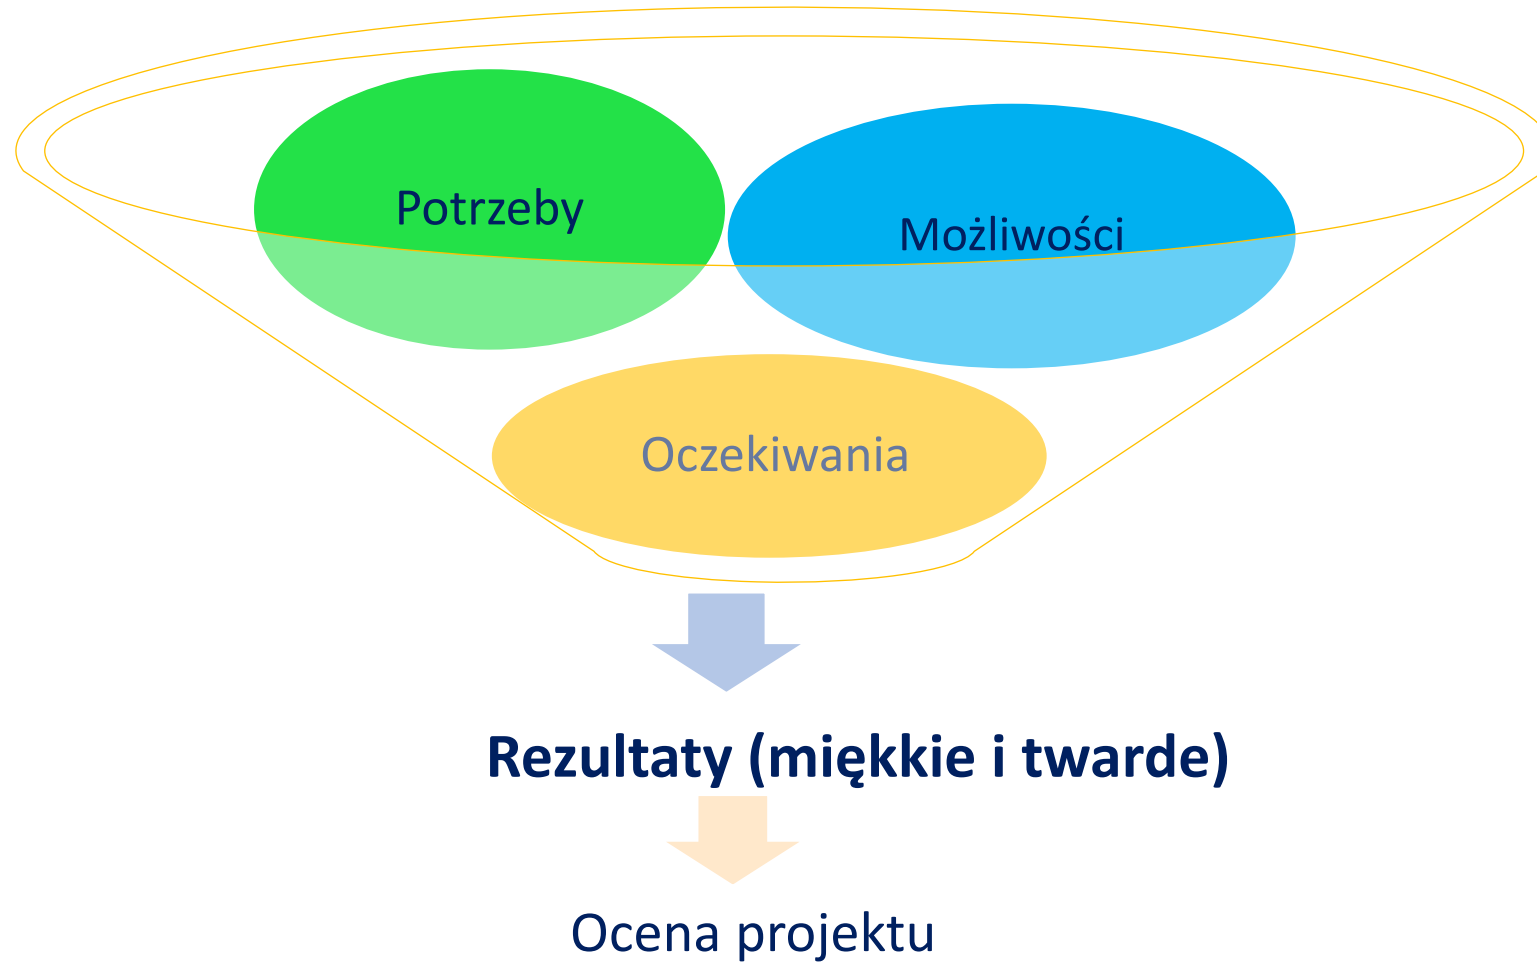 Potrzeby
Możliwości
Oczekiwania
Rezultaty (miękkie i twarde)
Ocena projektu